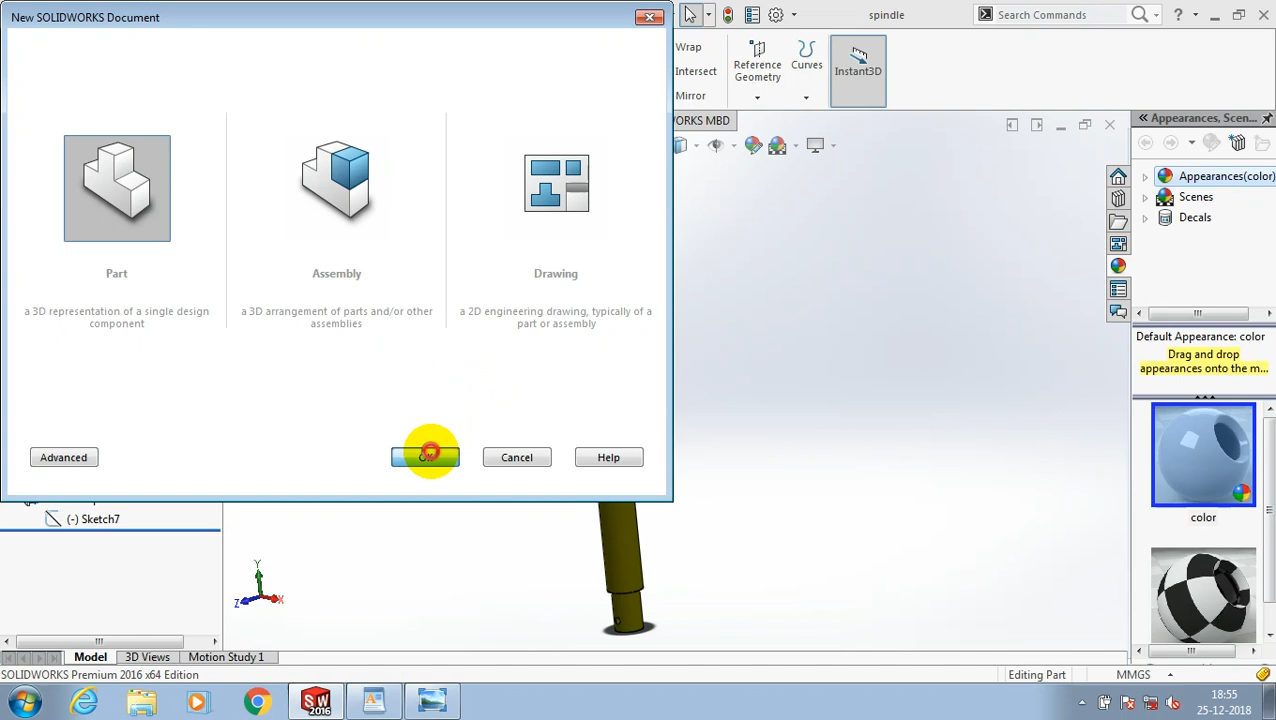 New SOLIDWORKS Document
spindle
Search Commands
Wrap
Intersect
Mirror
Reference
Geometry
Curves
Instant3D
WORKS MBD
Appearances, Scen...
Appearances(color)
Scenes
Decals
Part
Assembly
Drawing
a 3D representation of a single design
component
a 3D arrangement of parts and/or other
assemblies
a 2D engineering drawing, typically of a
part or assembly
Default Appearance: color
Drag and drop
appearances onto the m...
Advanced
Cancel
Help
(-) Sketch7
color
Y
Z
X
Model
3D Views
Motion Study 1
SOLIDWORKS Premium 2016 x64 Edition
Editing Part
MMGS
SW
2016
18:55
25-12-2018